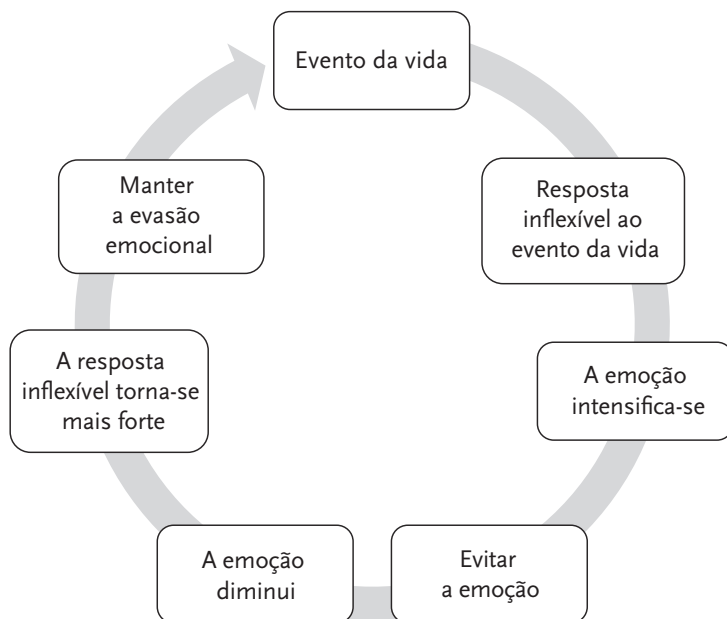 Evento da vida
Resposta
inflexível ao
evento da vida
A emoção
intensifica-se
Evitar
a emoção
A emoção
diminui
A resposta
inflexível torna-se
mais forte
Manter
a evasão
emocional